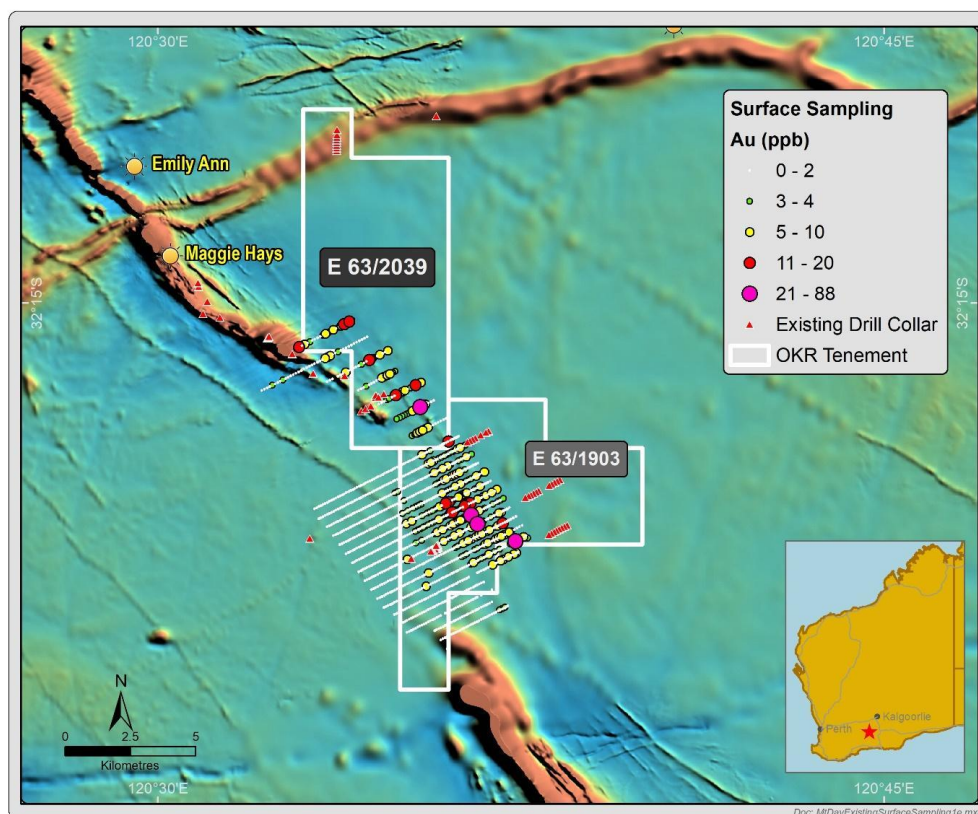 120°30'E
120°45'E
Emily Ann
Maggie Hays
32°15'S
32°15'S
E 63/2039
E 63/1903
Surface Sampling
Au (ppb)
0 - 2
3 - 4
5 - 10
11 - 20
21 - 88
Existing Drill Collar
OKR Tenement
N
0 2.5 5
Kilometres
Kalgoorlie
Perth
120°30'E
120°45'E
Doc: MtDayExistingSurfaceSampling1e.mx